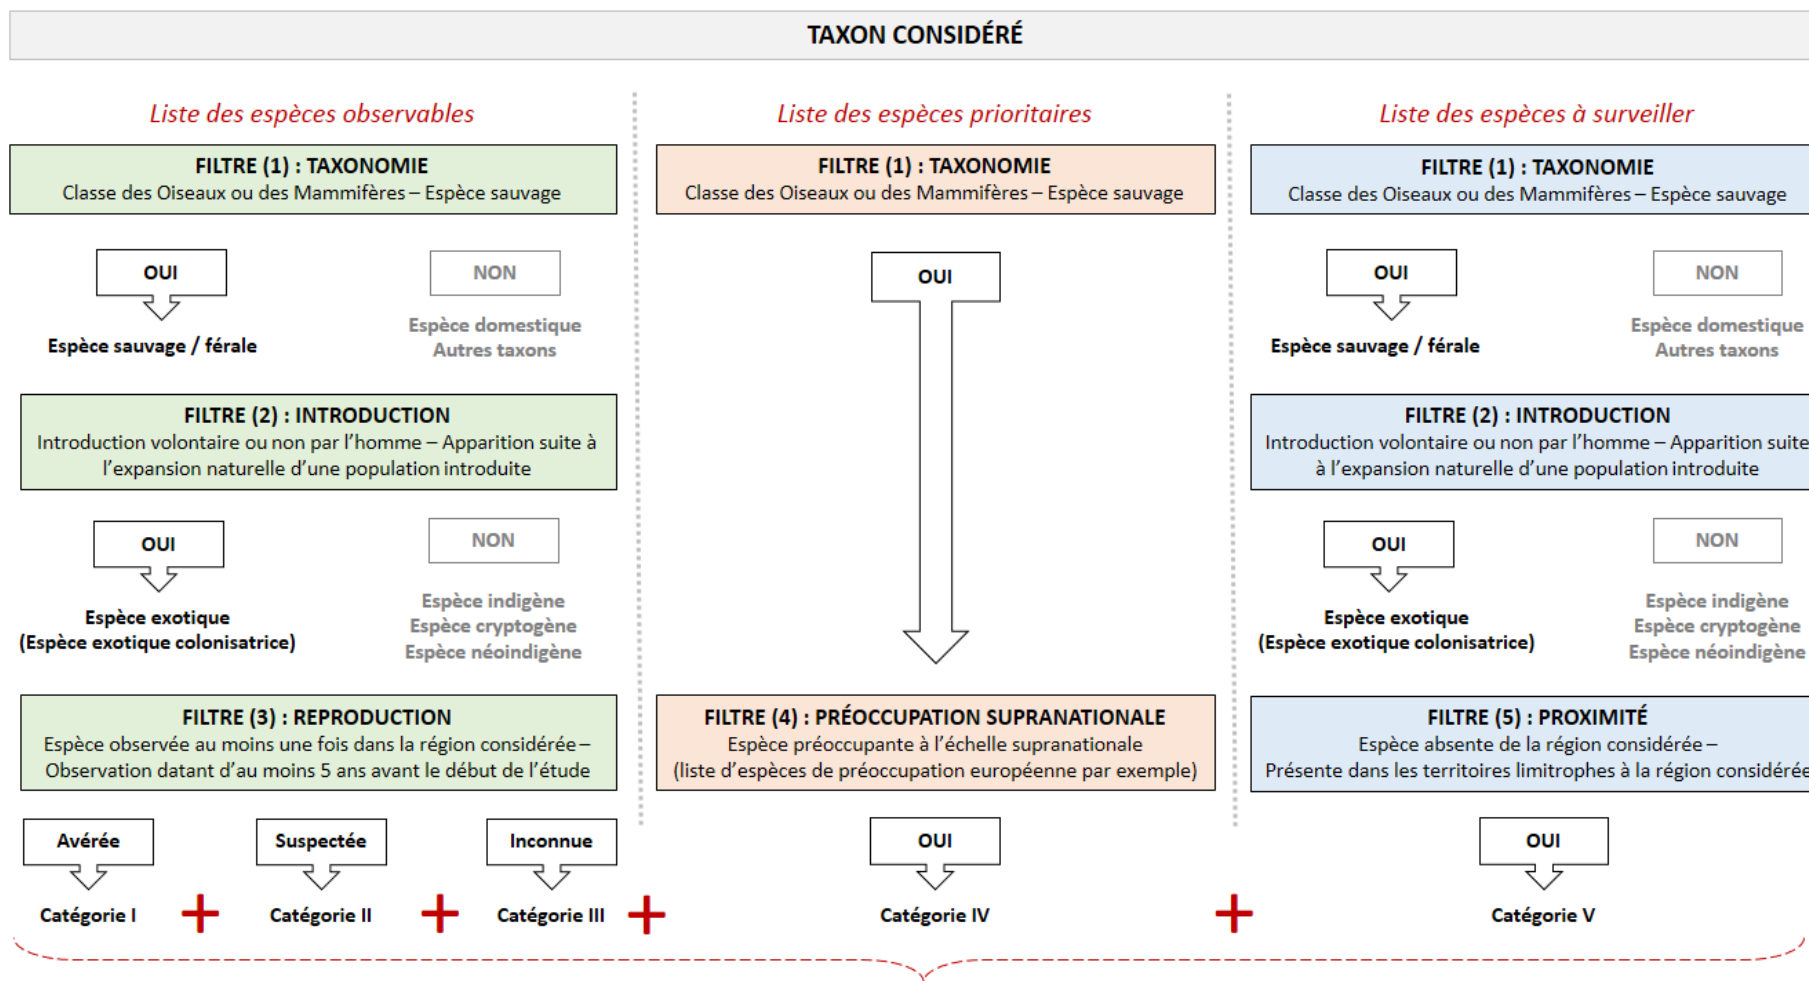 TAXON CONSIDÉRÉ
Liste des espèces observables
FILTRE (1) : TAXONOMIE
Classe des Oiseaux ou des Mammifères – Espèce sauvage
OUI
NON
Espèce sauvage / férale
Espèce domestique
Autres taxons
FILTRE (2) : INTRODUCTION
Introduction volontaire ou non par l’homme – Apparition suite à
l’expansion naturelle d’une population introduite
OUI
NON
Espèce exotique
(Espèce exotique colonisatrice)
Espèce indigène
Espèce cryptogène
Espèce néoindigène
FILTRE (3) : REPRODUCTION
Espèce observée au moins une fois dans la région considérée –
Observation datant d’au moins 5 ans avant le début de l’étude
Avérée
Suspectée
Inconnue
Catégorie I
+
Catégorie II
+
Catégorie III
+
Liste des espèces prioritaires
FILTRE (1) : TAXONOMIE
Classe des Oiseaux ou des Mammifères – Espèce sauvage
OUI
FILTRE (4) : PRÉOCCUPATION SUPRANATIONALE
Espèce préoccupante à l’échelle supranationale
(liste d’espèces de préoccupation européenne par exemple)
OUI
Catégorie IV
+
Liste des espèces à surveiller
FILTRE (1) : TAXONOMIE
Classe des Oiseaux ou des Mammifères – Espèce sauvage
OUI
NON
Espèce sauvage / férale
Espèce domestique
Autres taxons
FILTRE (2) : INTRODUCTION
Introduction volontaire ou non par l’homme – Apparition suite
à l’expansion naturelle d’une population introduite
OUI
NON
Espèce exotique
(Espèce exotique colonisatrice)
Espèce indigène
Espèce cryptogène
Espèce néoindigène
FILTRE (5) : PROXIMITÉ
Espèce absente de la région considérée –
Présente dans les territoires limitrophes à la région considérée
OUI
Catégorie V